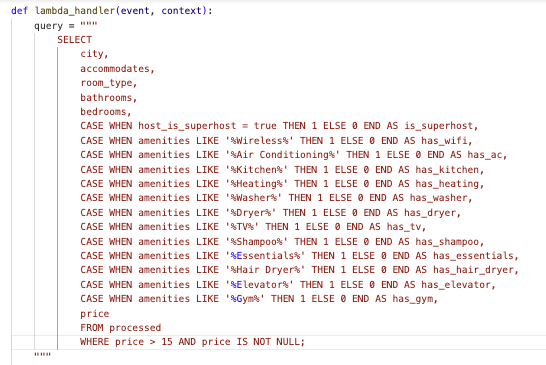 def lambda_handler(event, context):
query = """
SELECT
city,
accommodates,
room_type,
bathrooms,
bedrooms,
CASE WHEN host_is_superhost = true THEN 1 ELSE 0 END AS is_superhost,
CASE WHEN amenities LIKE '%Wireless%' THEN 1 ELSE 0 END AS has_wifi,
CASE WHEN amenities LIKE '%Air Conditioning%' THEN 1 ELSE 0 END AS has_ac,
CASE WHEN amenities LIKE '%Kitchen%' THEN 1 ELSE 0 END AS has_kitchen,
CASE WHEN amenities LIKE '%Heating%' THEN 1 ELSE 0 END AS has_heating,
CASE WHEN amenities LIKE '%Washer%' THEN 1 ELSE 0 END AS has_washer,
CASE WHEN amenities LIKE '%Dryer%' THEN 1 ELSE 0 END AS has_dryer,
CASE WHEN amenities LIKE '%TV%' THEN 1 ELSE 0 END AS has_tv,
CASE WHEN amenities LIKE '%Shampoo%' THEN 1 ELSE 0 END AS has_shampoo,
CASE WHEN amenities LIKE '%Essentials%' THEN 1 ELSE 0 END AS has_essentials,
CASE WHEN amenities LIKE '%Hair Dryer%' THEN 1 ELSE 0 END AS has_hair_dryer,
CASE WHEN amenities LIKE '%Elevator%' THEN 1 ELSE 0 END AS has_elevator,
CASE WHEN amenities LIKE '%Gym%' THEN 1 ELSE 0 END AS has_gym,
price
FROM processed
WHERE price > 15 AND price IS NOT NULL;
"""